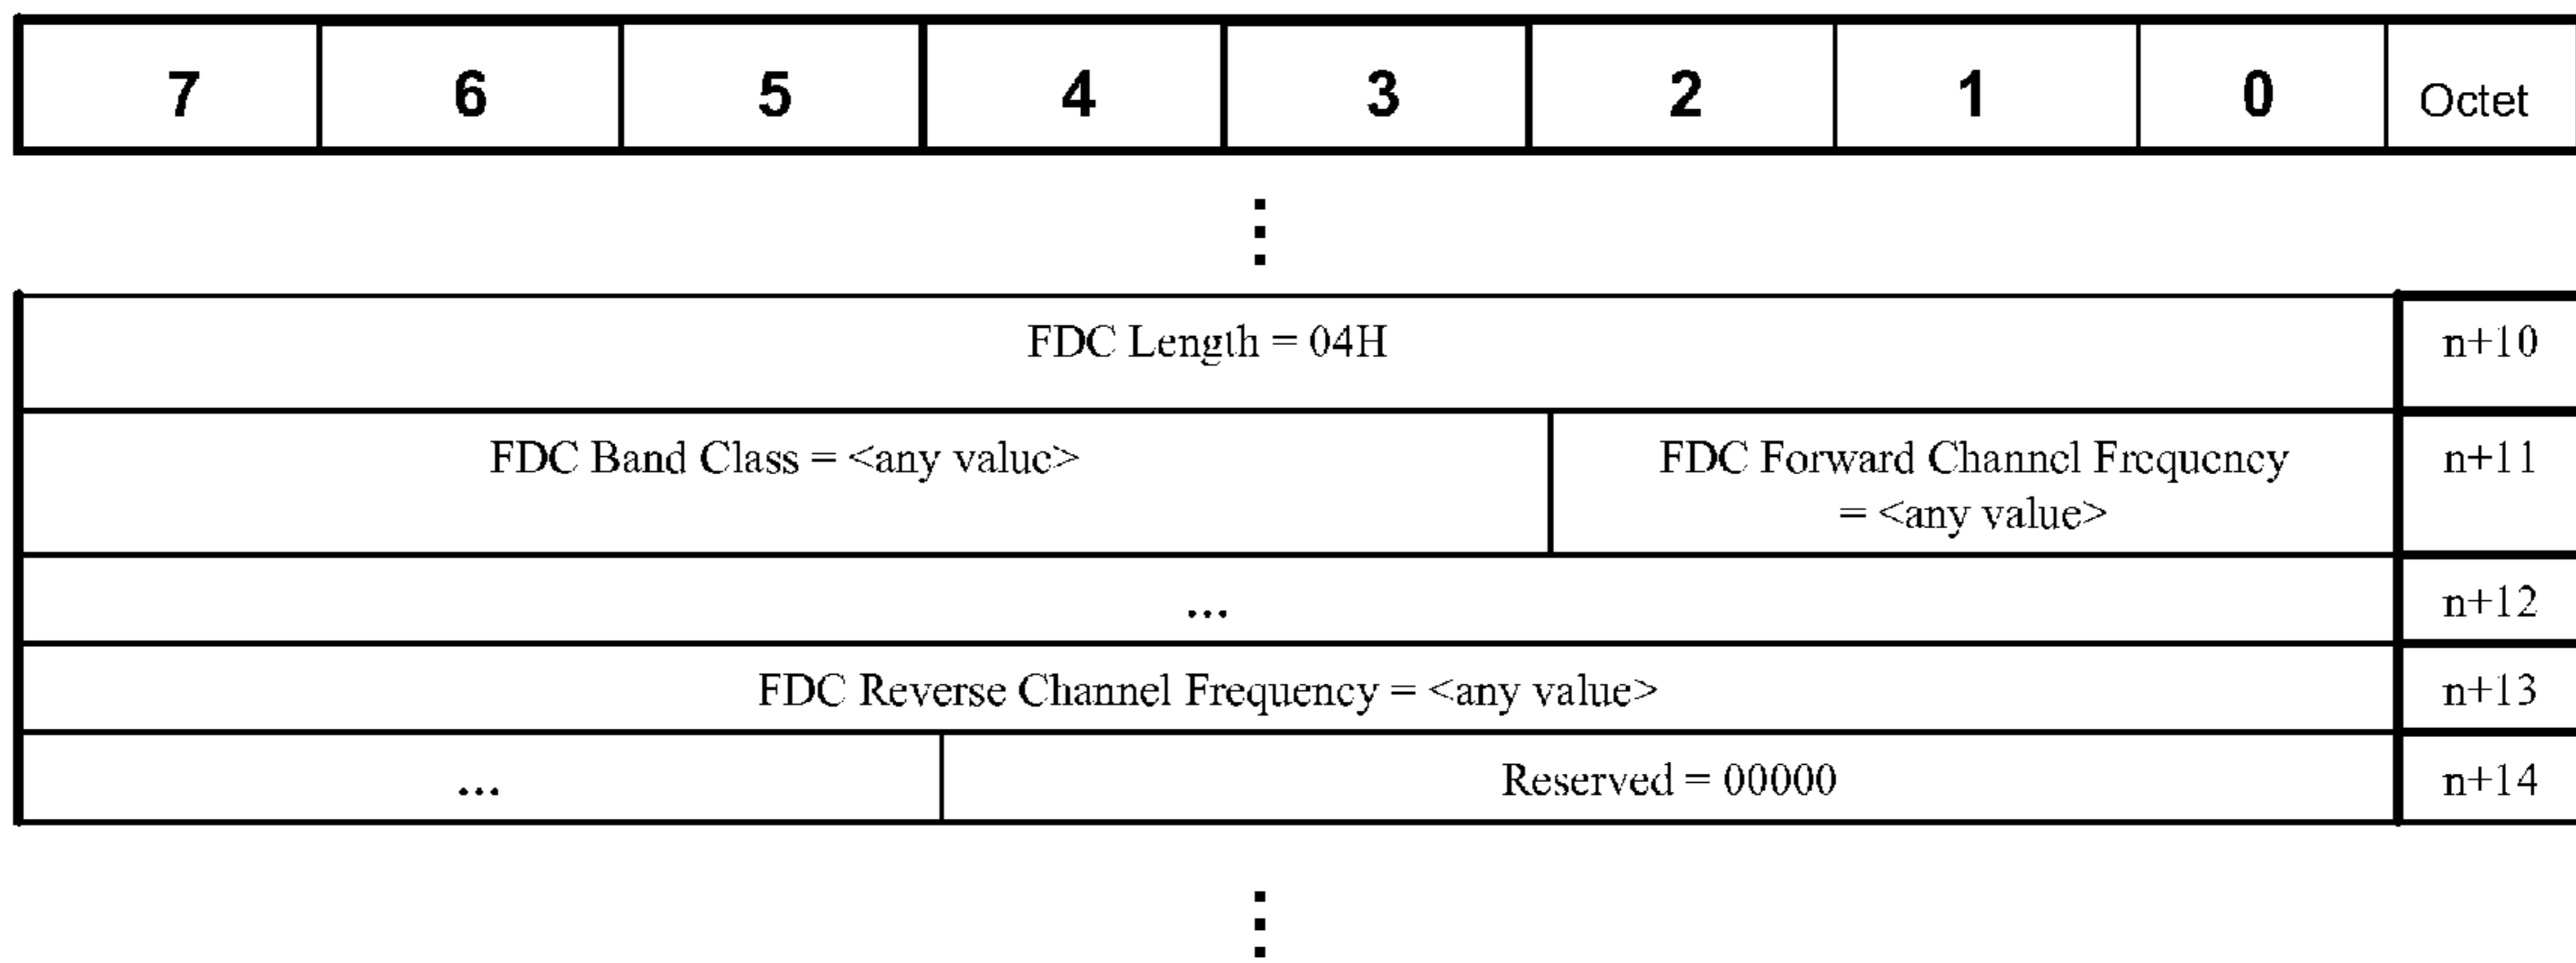 7 6 5 4 3 2 1 0 Octet
⋮
FDC Length = 04H n+10
FDC Band Class = <any value> FDC Forward Channel Frequency n+11
= <any value>
... n+12
FDC Reverse Channel Frequency = <any value> n+13
... Reserved = 00000 n+14
⋮